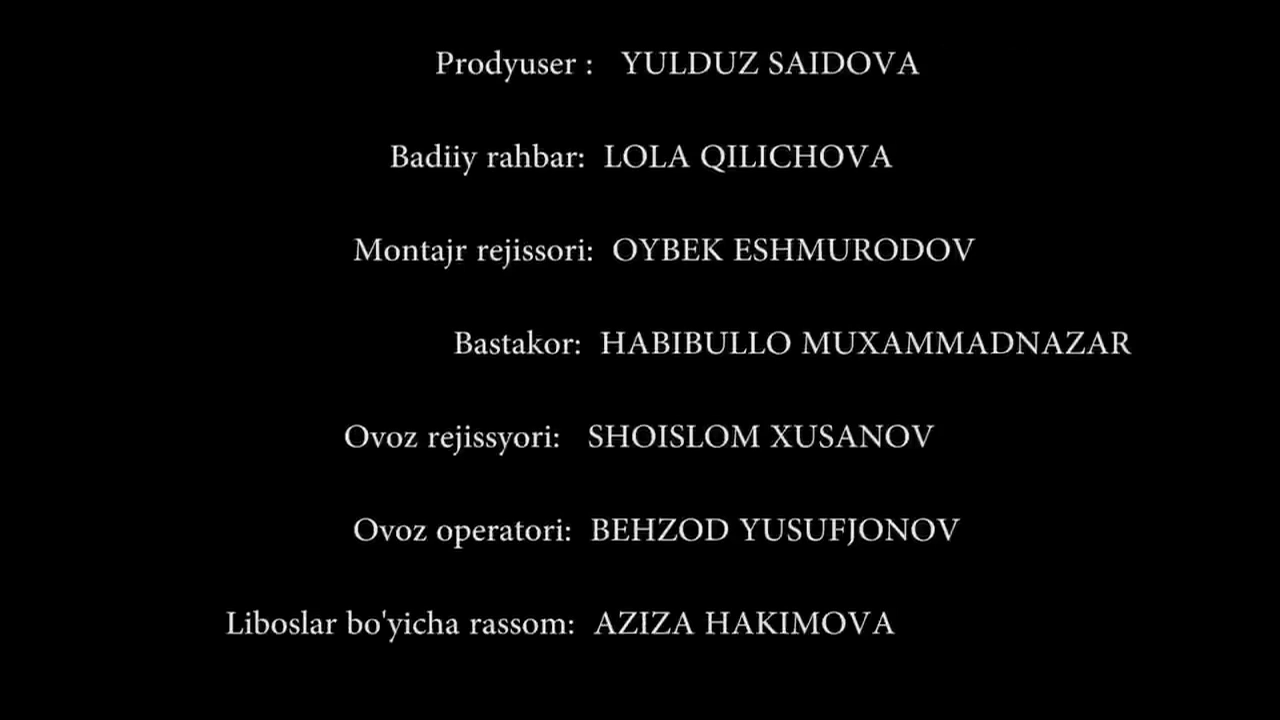 Prodyuser : YULDUZ SAIDOVA
Badiiy rahbar: LOLA QILICHOVA
Montajr rejissori: OYBEK ESHMURODOV
Bastakor: HABIBULLO MUXAMMADNAZAR
Ovoz rejissyori: SHOISLOM XUSANOV
Ovoz operatori: BEHZOD YUSUFJONOV
Liboslar bo'yicha rassom: AZIZA HAKIMOVA